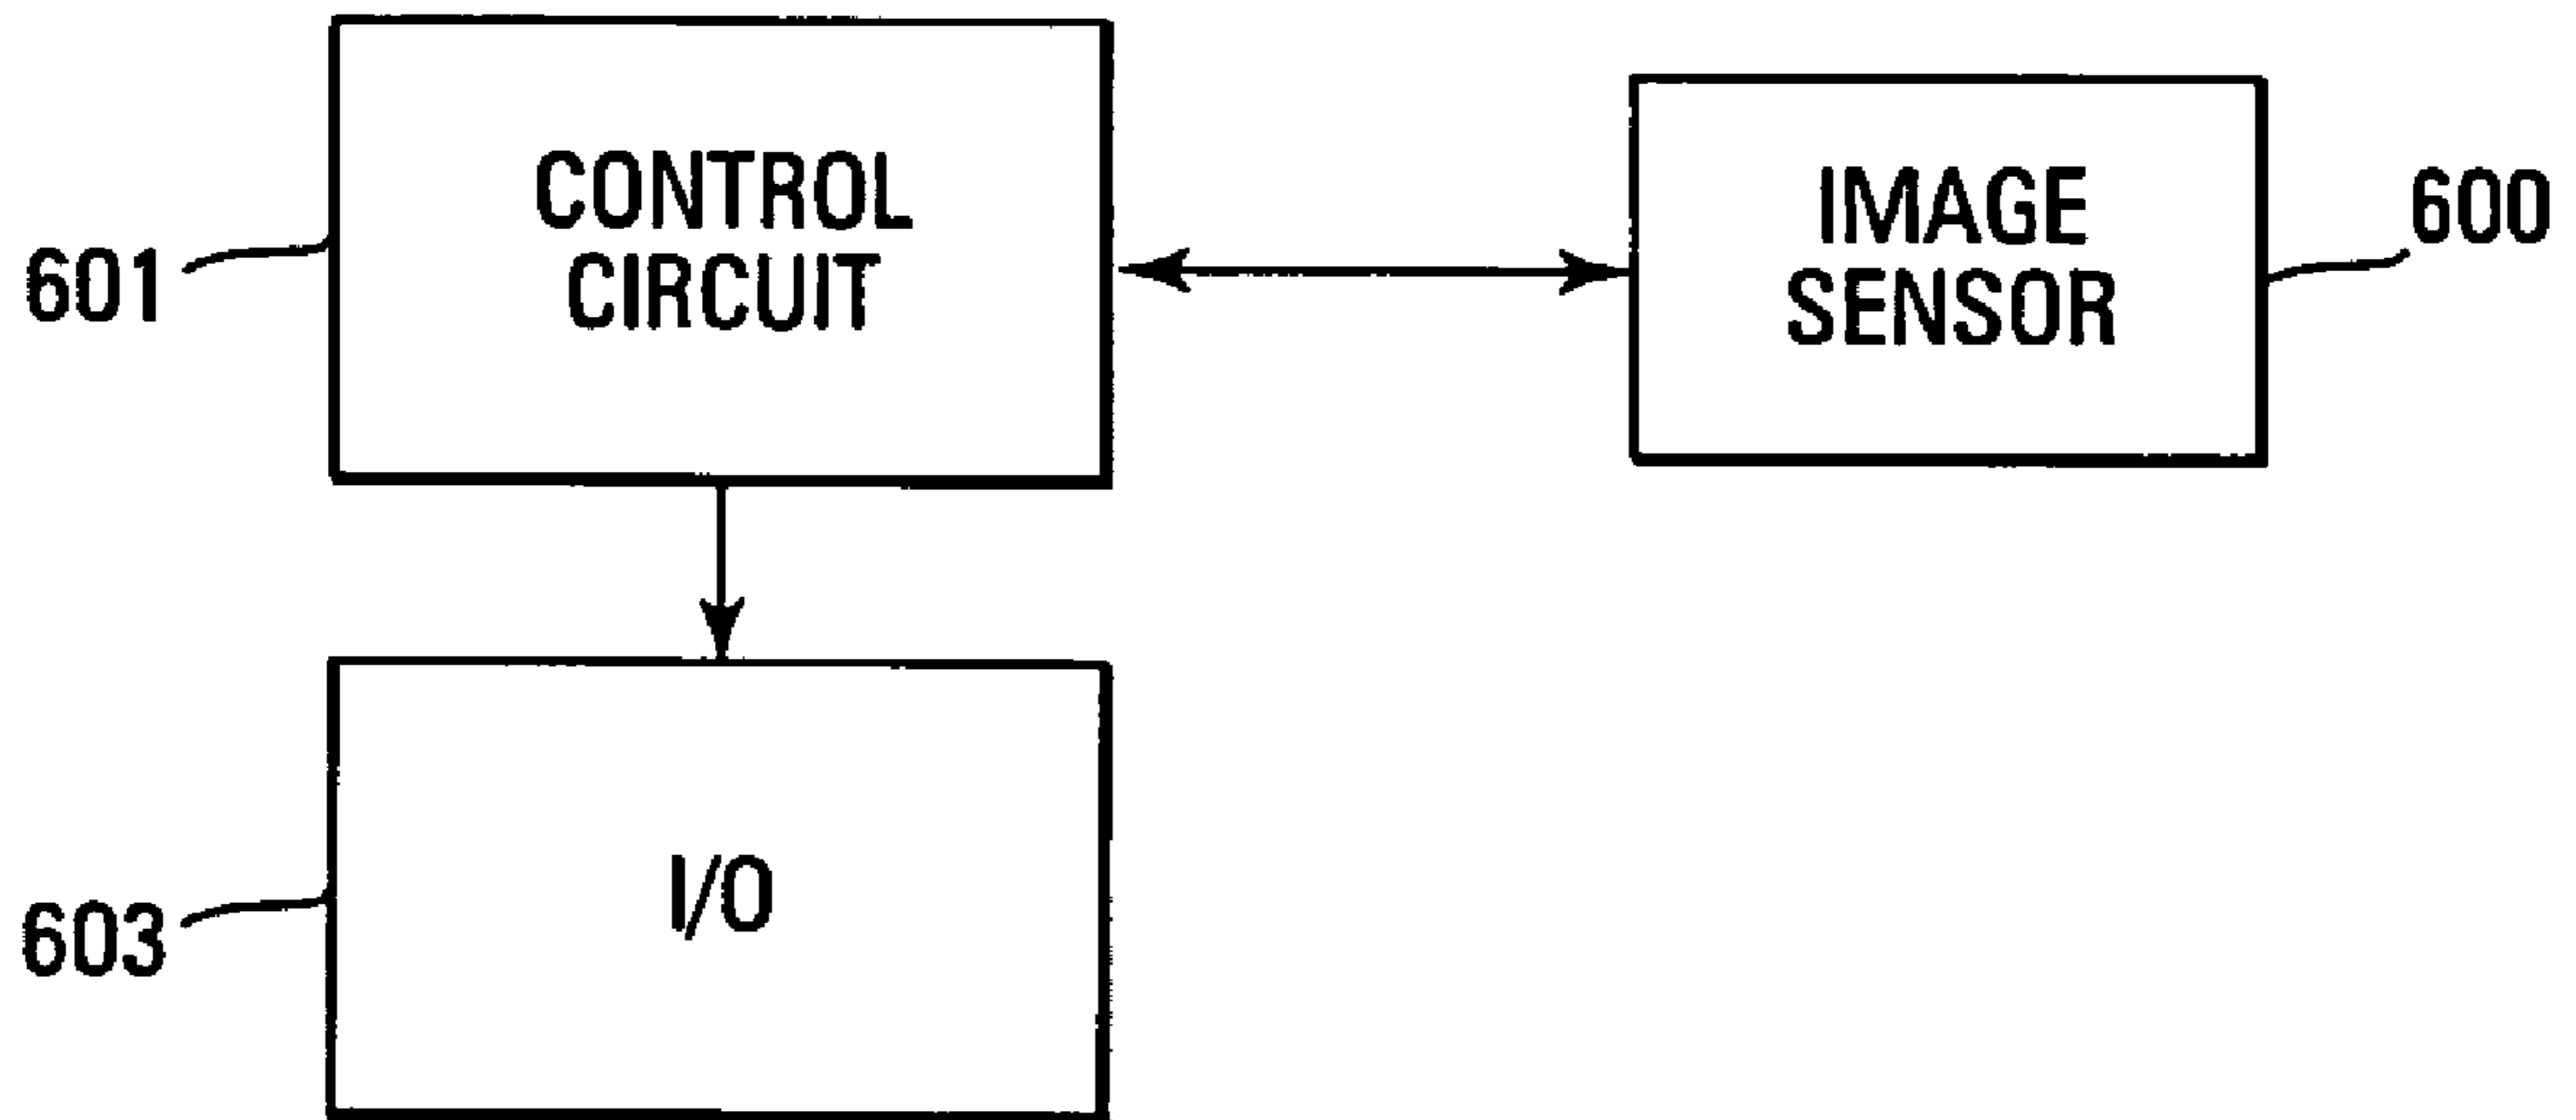 CONTROL
CIRCUIT
601
IMAGE
SENSOR
600
I/O
603